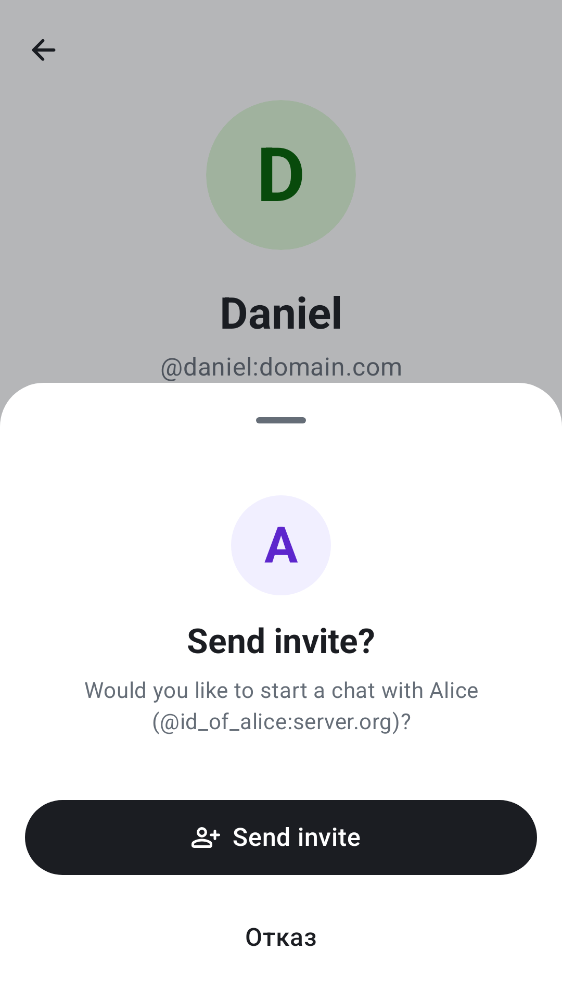 D
Daniel
@daniel:domain.com
A
Send invite?
Would you like to start a chat with Alice
(@id_of_alice:server.org)?
Send invite
Отказ